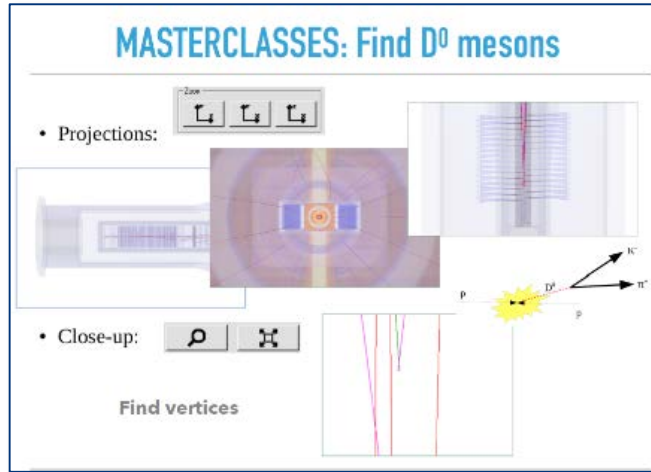 MASTERCLASSES: Find D⁰ mesons
Zoom
• Projections:
K⁻
D⁰
π⁺
p
p
• Close-up:
Find vertices